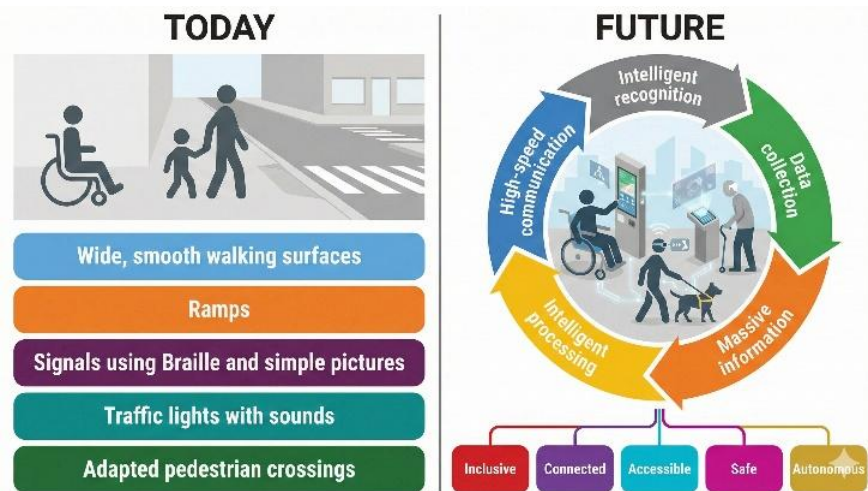 TODAY
Wide, smooth walking surfaces
Ramps
Signals using Braille and simple pictures
Traffic lights with sounds
Adapted pedestrian crossings
FUTURE
Intelligent
recognition
Data
collection
Massive
information
Intelligent
processing
High-speed
communication
Inclusive
Connected
Accessible
Safe
Autonomous